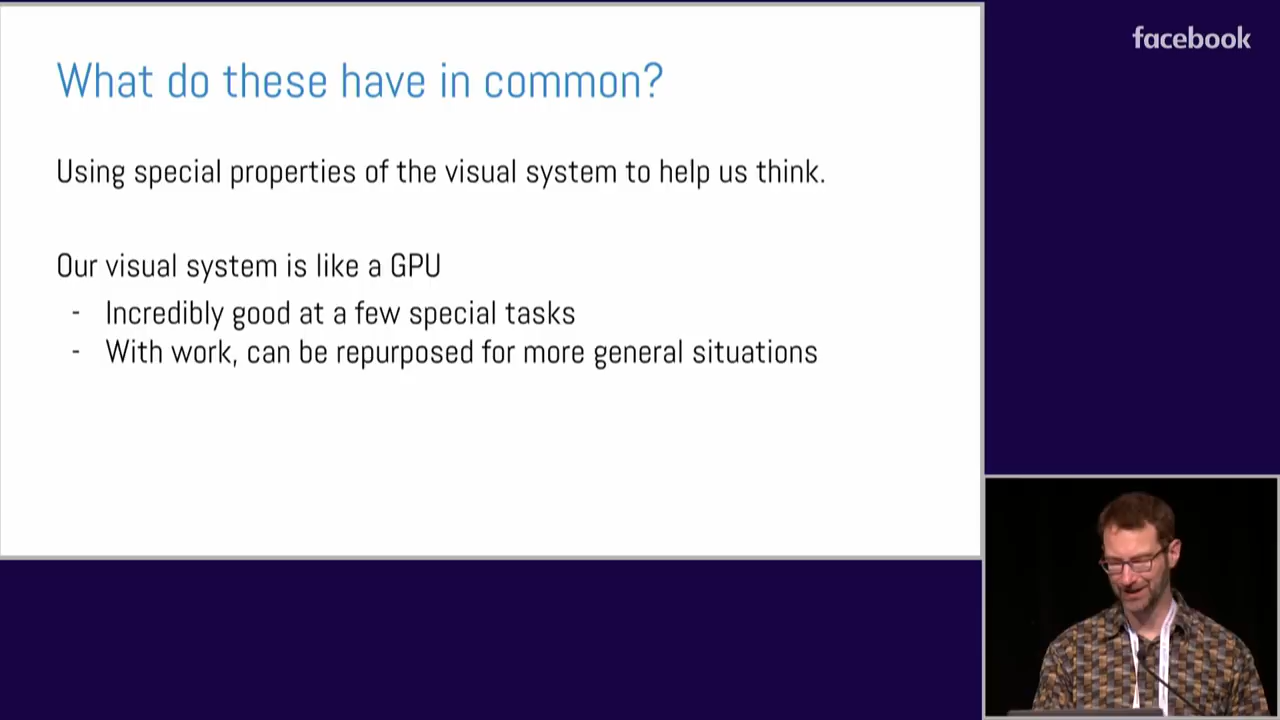 facebook
What do these have in common?
Using special properties of the visual system to help us think.
Our visual system is like a GPU
- Incredibly good at a few special tasks
- With work, can be repurposed for more general situations